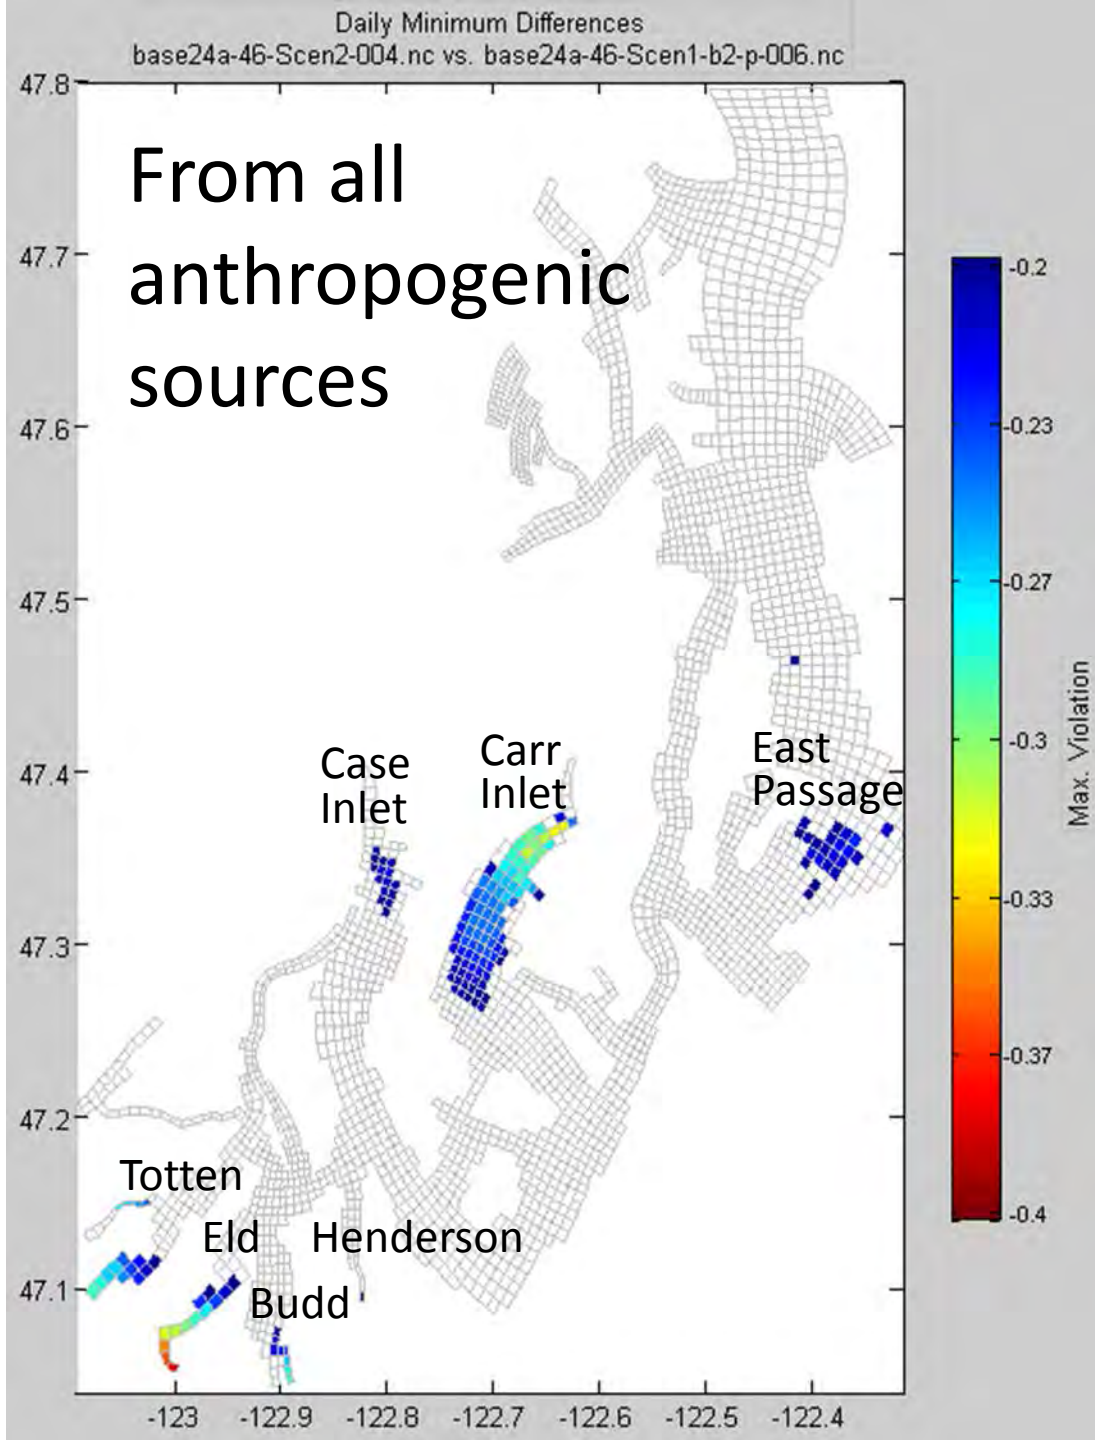 Daily Minimum Differences
base24a-46-Scen2-004.nc vs. base24a-46-Scen1-b2-p-006.nc
From all
anthropogenic
sources
47.8
47.7
47.6
47.5
47.4
47.3
47.2
47.1
Case
Inlet
Carr
Inlet
East
Passage
Totten
Eld
Henderson
Budd
-123
-122.9
-122.8
-122.7
-122.6
-122.5
-122.4
-0.2
-0.23
-0.27
-0.3
-0.33
-0.37
-0.4
Max. Violation